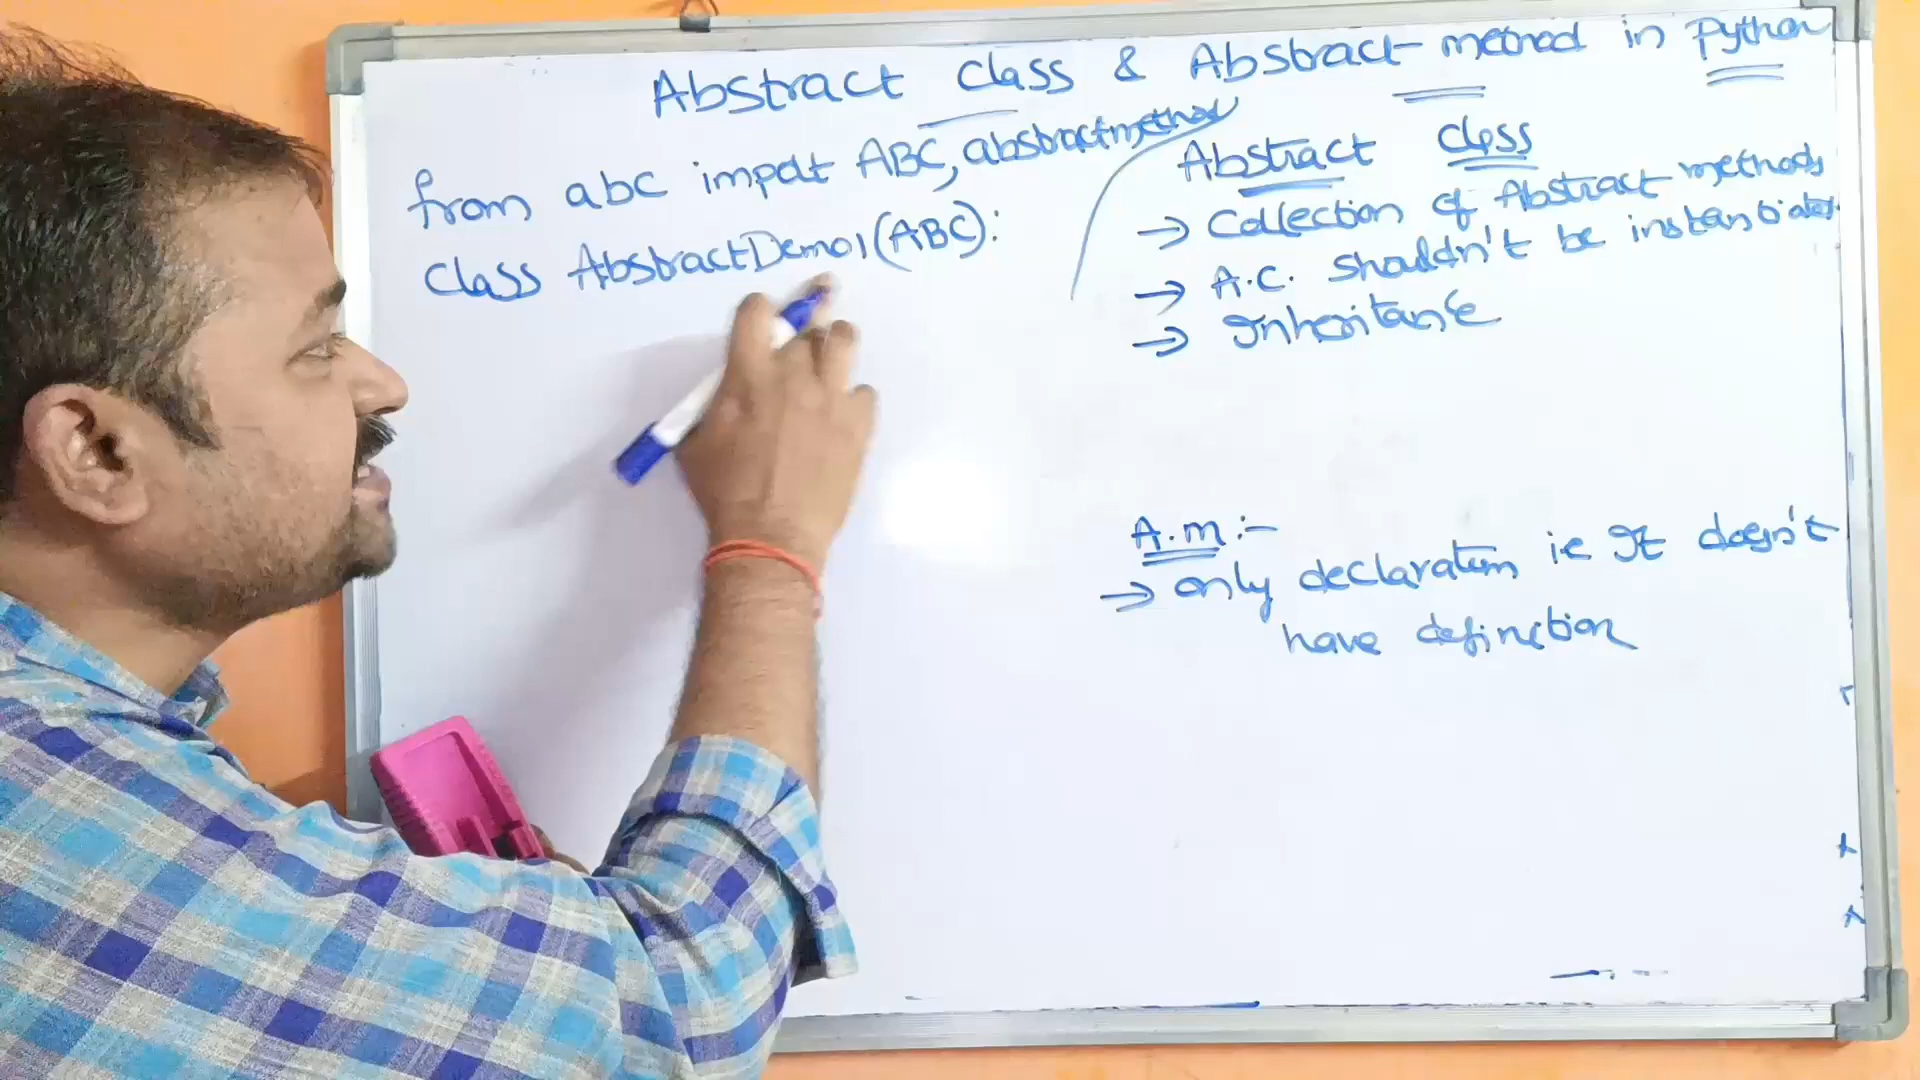 Abstract Class & Abstract method in Python
from abc import ABC, abstractmethod
Class AbstractDemo1(ABC):
Abstract Class
→ Collection of Abstract methods
→ A.C. shouldn't be instantiated
→ Inheritance
A.m:-
→ only declaration ie It doesn't
have definition